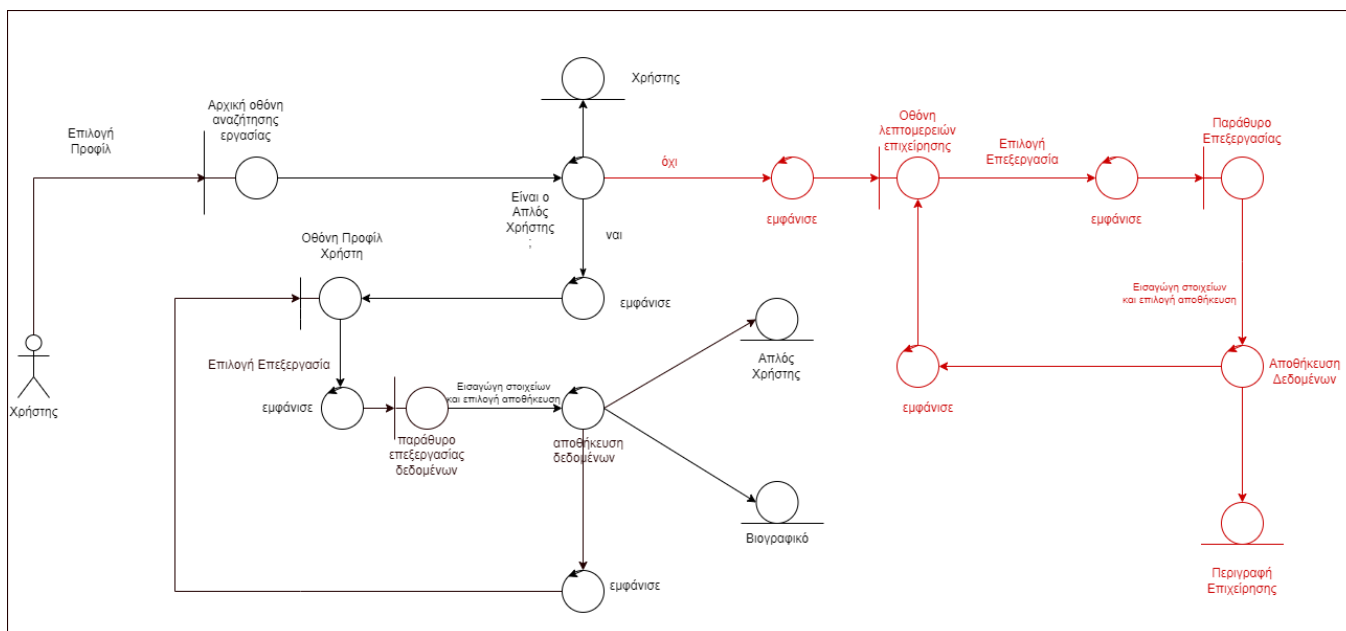 Χρήστης
Αρχική οθόνη
αναζήτησης
εργασίας
Επιλογή
Προφίλ
Οθόνη
λεπτομερειών
επιχείρησης
Επιλογή
Επεξεργασία
Παράθυρο
Επεξεργασίας
όχι
Είναι ο
Απλός
Χρήστης
;
εμφάνισε
εμφάνισε
ναι
Οθόνη Προφίλ
Χρήστη
εμφάνισε
Εισαγώγη στοιχείων
και επιλογή αποθήκευση
Επιλογή Επεξεργασία
Απλός
Χρήστης
Αποθήκευση
Δεδομένων
εμφάνισε
Εισαγώγη στοιχείων
και επιλογή αποθήκευση
εμφάνισε
Χρήστης
παράθυρο
επεξεργασίας
δεδομένων
αποθήκευση
δεδομένων
Βιογραφικό
εμφάνισε
Περιγραφή
Επιχείρησης